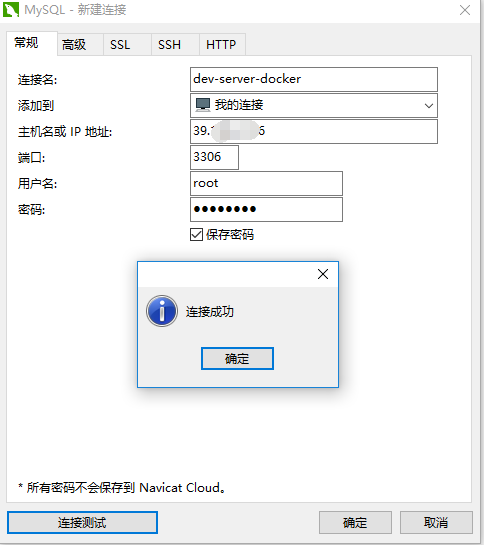 MySQL - 新建连接
常规 高级 SSL SSH HTTP
连接名: dev-server-docker
添加到 我的连接
主机名或 IP 地址: 39. 6
端口: 3306
用户名: root
密码: ●●●●●●●●
保存密码
连接成功
确定
* 所有密码不会保存到 Navicat Cloud。
连接测试 确定 取消